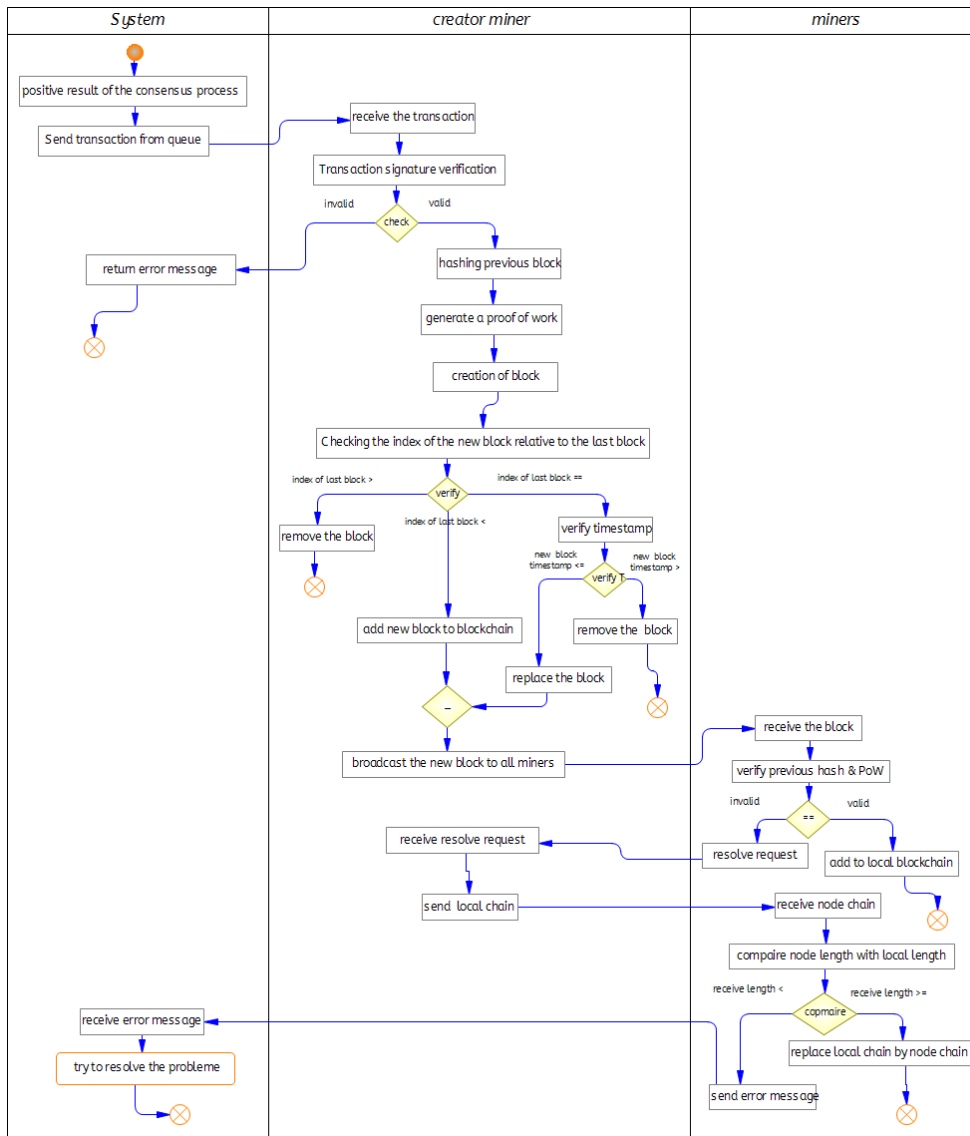 System
creator miner
miners
positive result of the consensus process
Send transaction from queue
receive the transaction
Transaction signature verification
invalid
valid
check
return error message
hashing previous block
generate a proof of work
creation of block
Checking the index of the new block relative to the last block
index of last block >
index of last block ==
verify
index of last block <
remove the block
verify timestamp
new block
timestamp <=
new block
timestamp >
verify T
add new block to blockchain
remove the block
replace the block
_
broadcast the new block to all miners
receive the block
verify previous hash & PoW
invalid
valid
==
receive resolve request
resolve request
add to local blockchain
send local chain
receive node chain
compaire node length with local length
receive length <
receive length >=
copmaire
receive error message
replace local chain by node chain
try to resolve the probleme
send error message